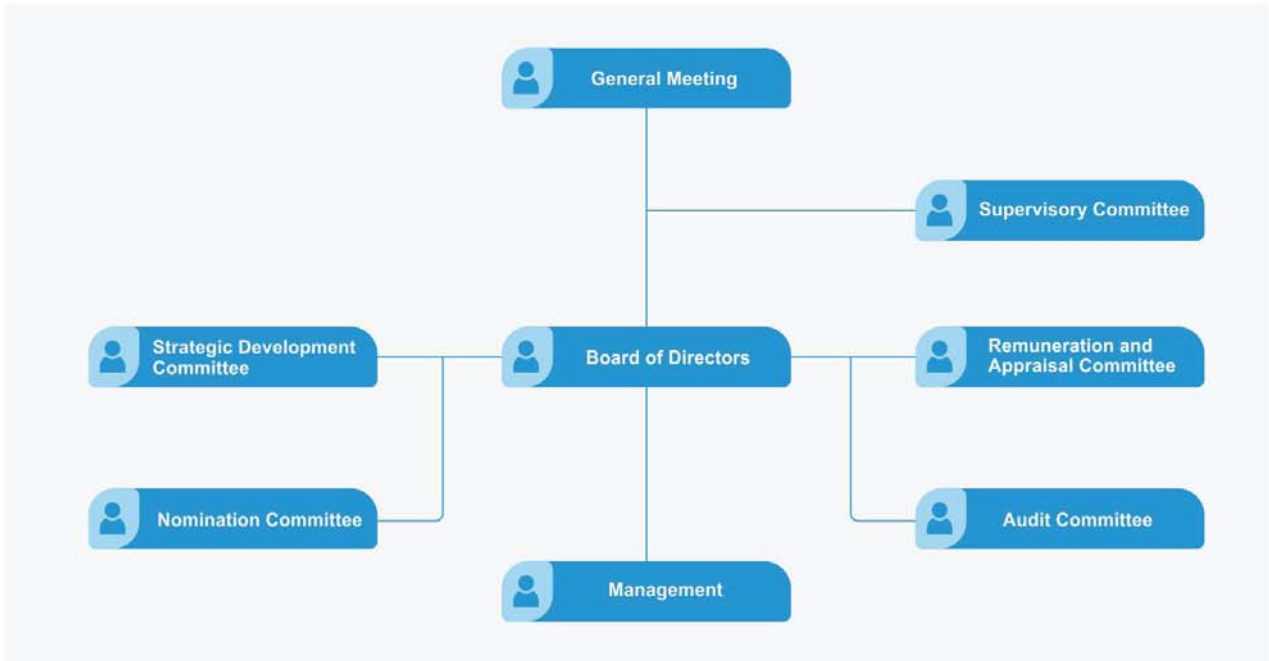 General Meeting
Supervisory Committee
Strategic Development
Committee
Board of Directors
Remuneration and
Appraisal Committee
Nomination Committee
Audit Committee
Management